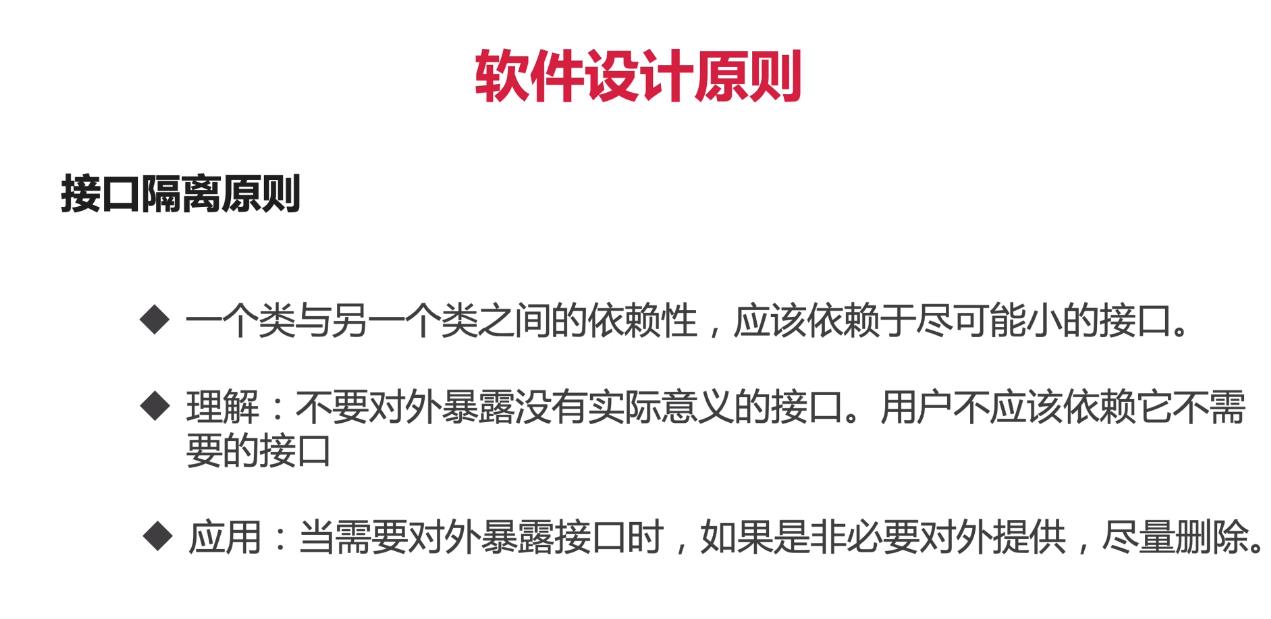 软件设计原则
接口隔离原则
◆ 一个类与另一个类之间的依赖性，应该依赖于尽可能小的接口。
◆ 理解：不要对外暴露没有实际意义的接口。用户不应该依赖它不需
要的接口
◆ 应用：当需要对外暴露接口时，如果是非必要对外提供，尽量删除。